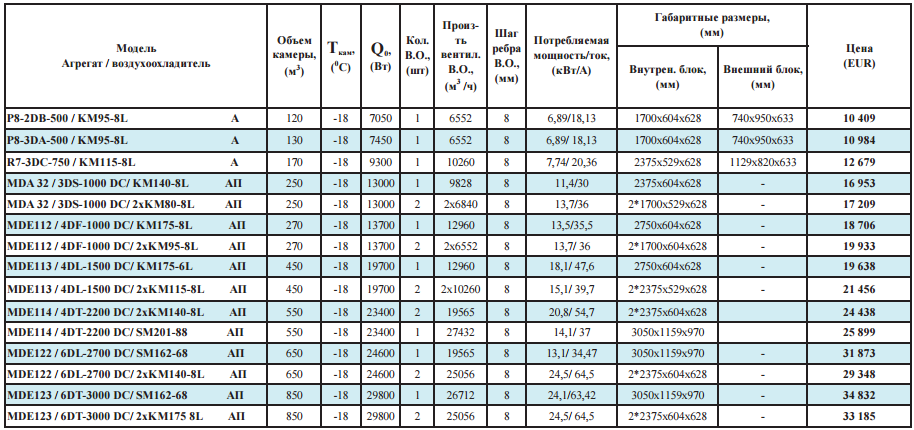 Модель Агрегат / воздухоохладитель | Объем камеры, (м³) | Tкам, (⁰C) | Q₀, (Вт) | Кол. В.О., (шт) | Произ-ть вентил. В.О., (м³ /ч) | Шаг ребра В.О., (мм) | Потребляемая мощность/ток, (кВт/А) | Габаритные размеры, (мм) | Цена (EUR)
Внутрен. блок, (мм) | Внешний блок, (мм)
P8-2DB-500 / KM95-8L А | 120 | -18 | 7050 | 1 | 6552 | 8 | 6,89/18,13 | 1700x604x628 | 740x950x633 | 10 409
P8-3DA-500 / KM95-8L А | 130 | -18 | 7450 | 1 | 6552 | 8 | 6,89/ 18,13 | 1700x604x628 | 740x950x633 | 10 984
R7-3DC-750 / KM115-8L А | 170 | -18 | 9300 | 1 | 10260 | 8 | 7,74/ 20,36 | 2375x529x628 | 1129x820x633 | 12 679
MDA 32 / 3DS-1000 DC/ KM140-8L АП | 250 | -18 | 13000 | 1 | 9828 | 8 | 11,4/30 | 2375x604x628 | - | 16 953
MDA 32 / 3DS-1000 DC/ 2xKM80-8L АП | 250 | -18 | 13000 | 2 | 2x6840 | 8 | 13,7/36 | 2*1700x529x628 | - | 17 209
MDE112 / 4DF-1000 DC/ KM175-8L АП | 270 | -18 | 13700 | 1 | 12960 | 8 | 13,5/35,5 | 2750x604x628 | - | 18 706
MDE112 / 4DF-1000 DC/ 2xKM95-8L АП | 270 | -18 | 13700 | 2 | 2x6552 | 8 | 13,7/ 36 | 2*1700x604x628 | - | 19 933
MDE113 / 4DL-1500 DC/ KM175-6L АП | 450 | -18 | 19700 | 1 | 12960 | 8 | 18,1/ 47,6 | 2750x604x628 | - | 19 638
MDE113 / 4DL-1500 DC/ 2xKM115-8L АП | 450 | -18 | 19700 | 2 | 2x10260 | 8 | 15,1/ 39,7 | 2*2375x529x628 | - | 21 456
MDE114 / 4DT-2200 DC/ 2xKM140-8L АП | 550 | -18 | 23400 | 2 | 19565 | 8 | 20,8/ 54,7 | 2*2375x604x628 | - | 24 438
MDE114 / 4DT-2200 DC/ SM201-88 АП | 550 | -18 | 23400 | 1 | 27432 | 8 | 14,1/ 37 | 3050x1159x970 | - | 25 899
MDE122 / 6DL-2700 DC/ SM162-68 АП | 650 | -18 | 24600 | 1 | 19565 | 8 | 13,1/ 34,47 | 3050x1159x970 | - | 31 873
MDE122 / 6DL-2700 DC/ 2xKM140-8L АП | 650 | -18 | 24600 | 2 | 25056 | 8 | 24,5/ 64,5 | 2*2375x604x628 | - | 29 348
MDE123 / 6DT-3000 DC/ SM162-68 АП | 850 | -18 | 29800 | 1 | 26712 | 8 | 24,1/63,42 | 3050x1159x970 | - | 34 832
MDE123 / 6DT-3000 DC/ 2xKM175 8L АП | 850 | -18 | 29800 | 2 | 25056 | 8 | 24,5/ 64,5 | 2*2375x604x628 | - | 33 185